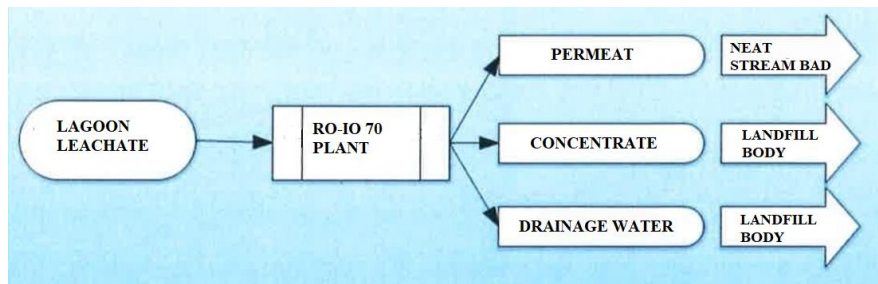 LAGOON
LEACHATE
RO-IO 70
PLANT
PERMEAT
NEAT
STREAM BAD
CONCENTRATE
LANDFILL
BODY
DRAINAGE WATER
LANDFILL
BODY